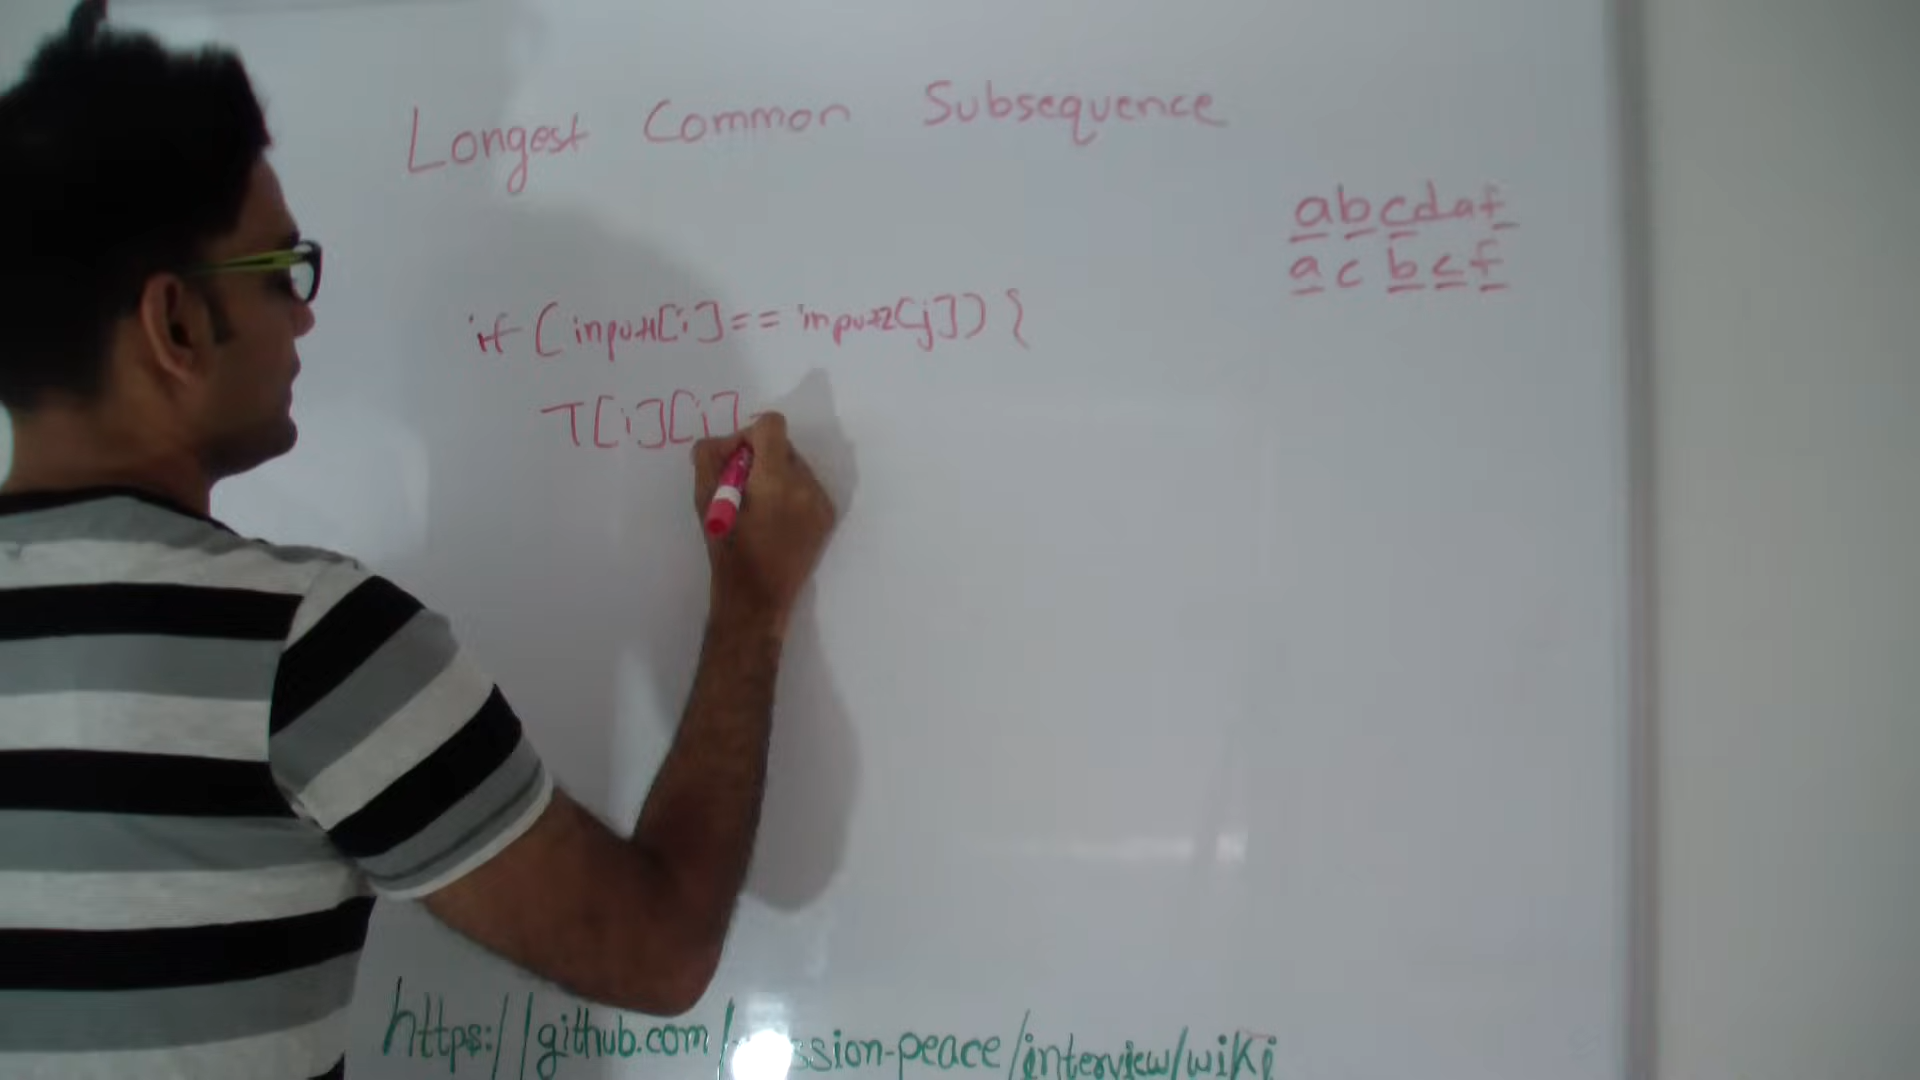 Longest Common Subsequence
abcdaf
acbcf
if (input1[i]== input2[j]) {
T[i][j] =
https://github.com/ssion-peace/interview/wiki